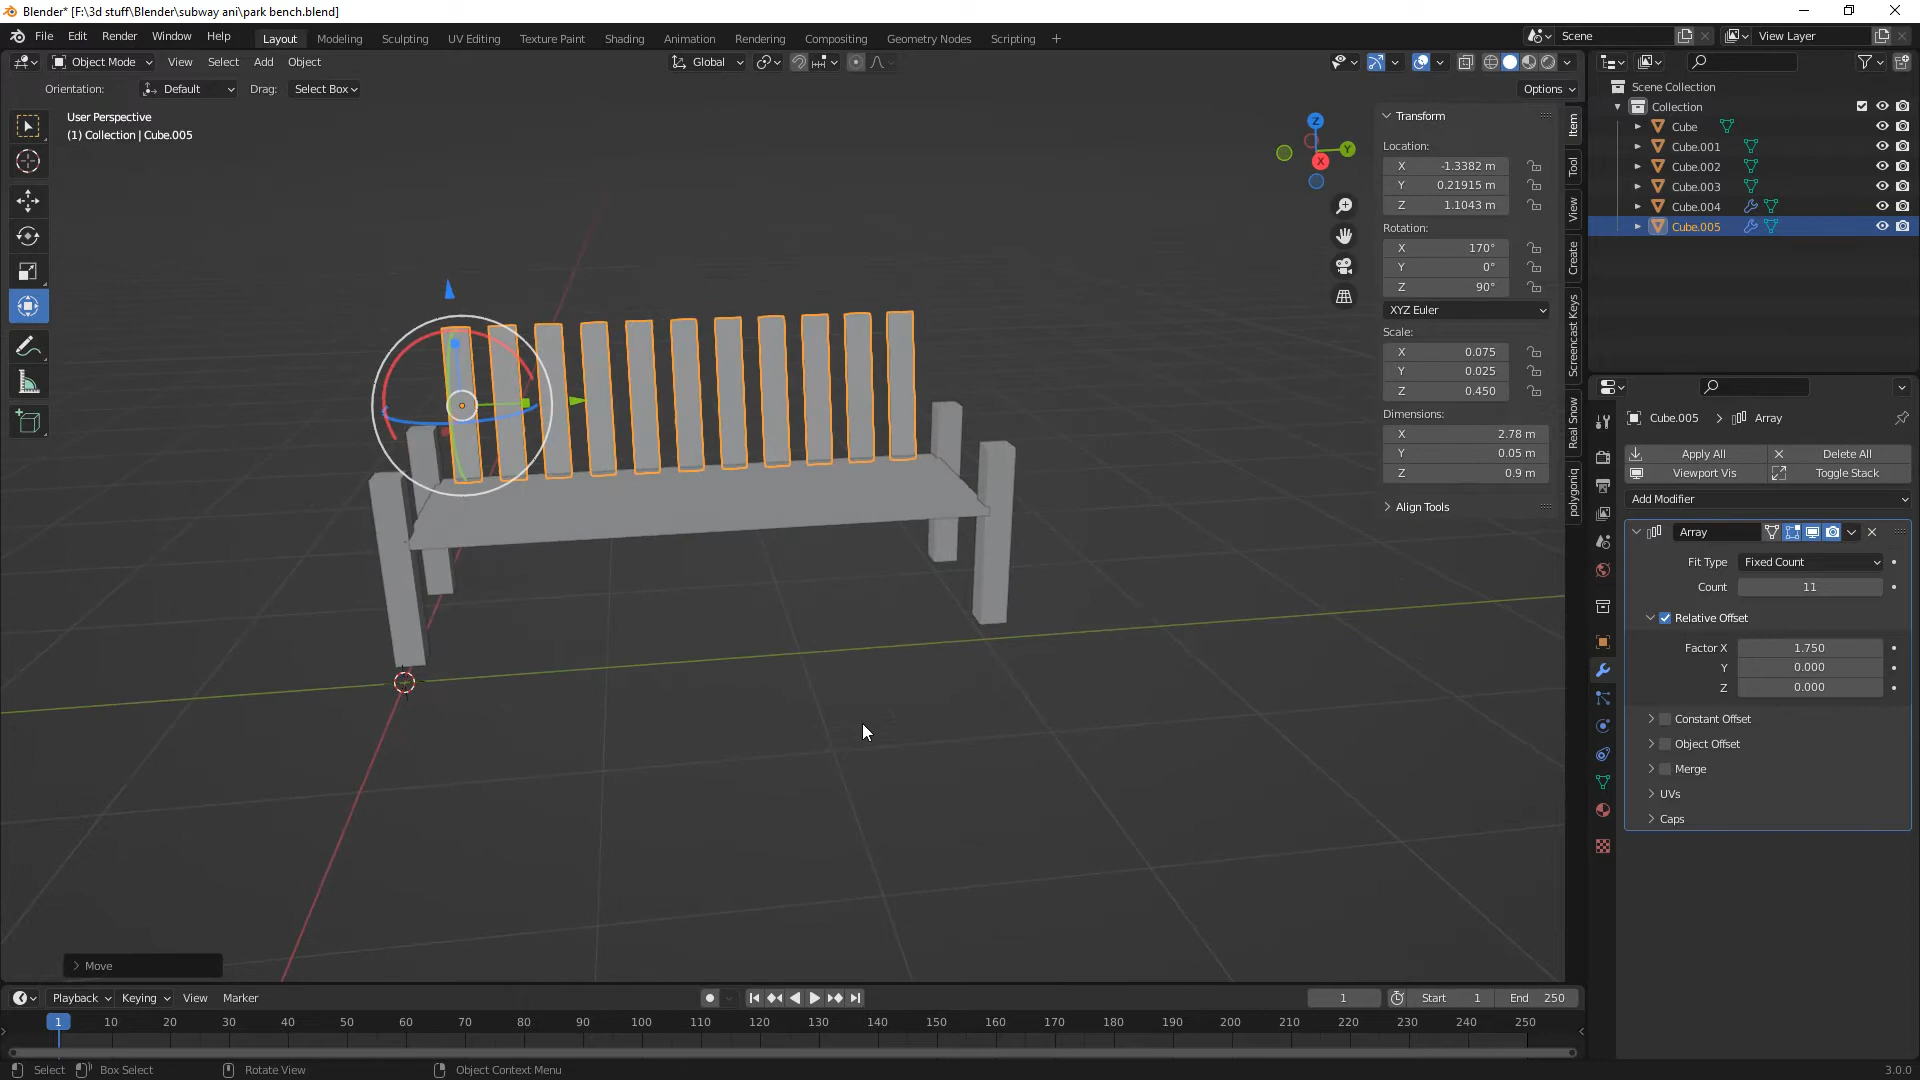 Blender* [F:\3d stuff\Blender\subway ani\park bench.blend]
File Edit Render Window Help Layout Modeling Sculpting UV Editing Texture Paint Shading Animation Rendering Compositing Geometry Nodes Scripting + Scene View Layer
Object Mode View Select Add Object Global
Orientation: Default Drag: Select Box Options
User Perspective
(1) Collection | Cube.005
Z
Y
X
Transform
Location:
X -1.3382 m
Y 0.21915 m
Z 1.1043 m
Rotation:
X 170°
Y 0°
Z 90°
XYZ Euler
Scale:
X 0.075
Y 0.025
Z 0.450
Dimensions:
X 2.78 m
Y 0.05 m
Z 0.9 m
Align Tools
Item
Tool
View
Create
Screencast Keys
Real Snow
polygoniq
Scene Collection
Collection
Cube
Cube.001
Cube.002
Cube.003
Cube.004
Cube.005
Cube.005 > Array
Apply All Delete All
Viewport Vis Toggle Stack
Add Modifier
Array
Fit Type Fixed Count
Count 11
Relative Offset
Factor X 1.750
Y 0.000
Z 0.000
Constant Offset
Object Offset
Merge
UVs
Caps
Move
Playback Keying View Marker 1 Start 1 End 250
1 10 20 30 40 50 60 70 80 90 100 110 120 130 140 150 160 170 180 190 200 210 220 230 240 250
Select Box Select Rotate View Object Context Menu 3.0.0